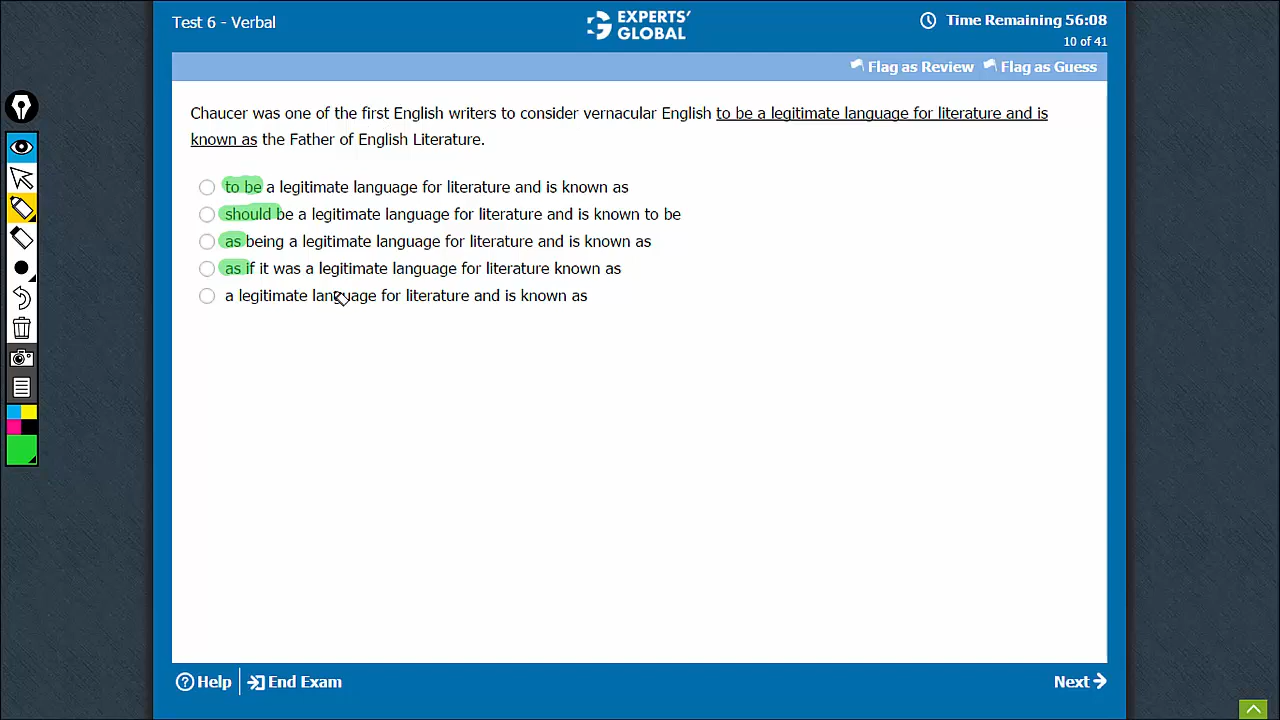 Test 6 - Verbal
EXPERTS'
GLOBAL
Time Remaining 56:08
10 of 41
Flag as Review
Flag as Guess
Chaucer was one of the first English writers to consider vernacular English to be a legitimate language for literature and is
known as the Father of English Literature.
to be a legitimate language for literature and is known as
should be a legitimate language for literature and is known to be
as being a legitimate language for literature and is known as
as if it was a legitimate language for literature known as
a legitimate language for literature and is known as
Help
End Exam
Next